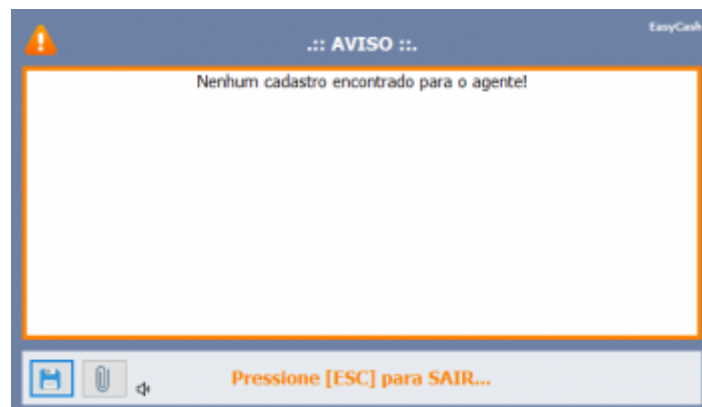 EasyCash
.:: AVISO ::.
Nenhum cadastro encontrado para o agente!
Pressione [ESC] para SAIR...